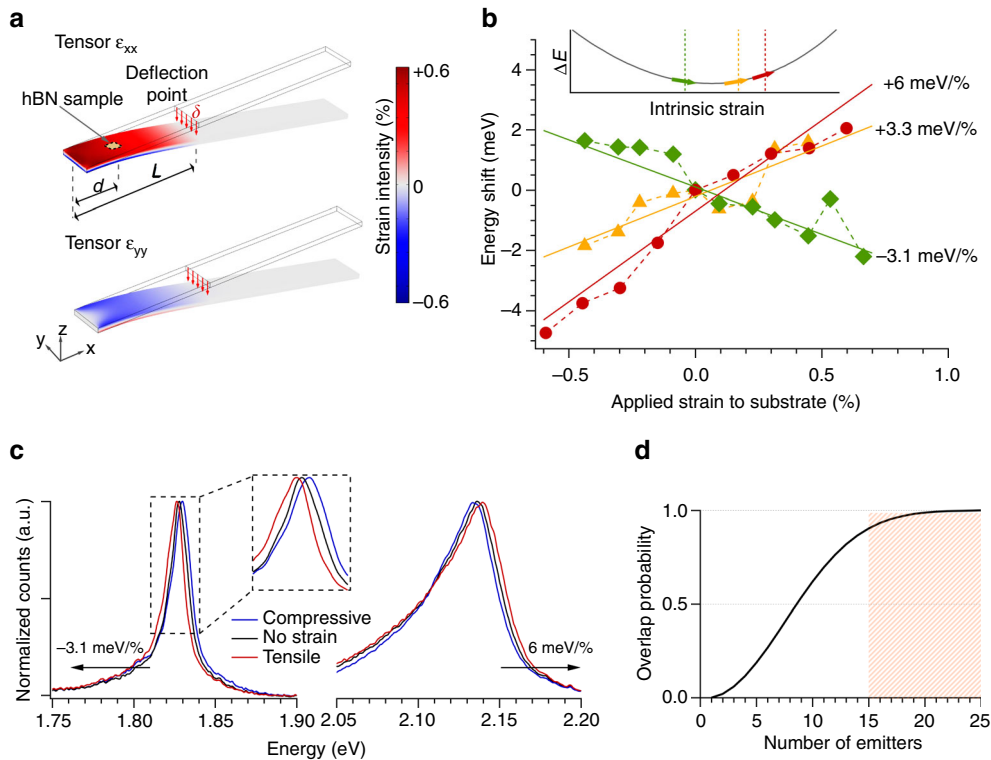 a
Tensor εxx
Deflection
point
hBN sample
δ
d
L
Tensor εyy
z
y
x
+0.6
0
–0.6
Strain intensity (%)
b
ΔE
Intrinsic strain
4
2
0
–2
–4
Energy shift (meV)
+6 meV/%
+3.3 meV/%
–3.1 meV/%
–0.5
0.0
0.5
1.0
Applied strain to substrate (%)
c
Normalized counts (a.u.)
–3.1 meV/%
Compressive
No strain
Tensile
6 meV/%
1.75
1.80
1.85
1.90
2.05
2.10
2.15
2.20
Energy (eV)
d
Overlap probability
1.0
0.5
0.0
0
5
10
15
20
25
Number of emitters